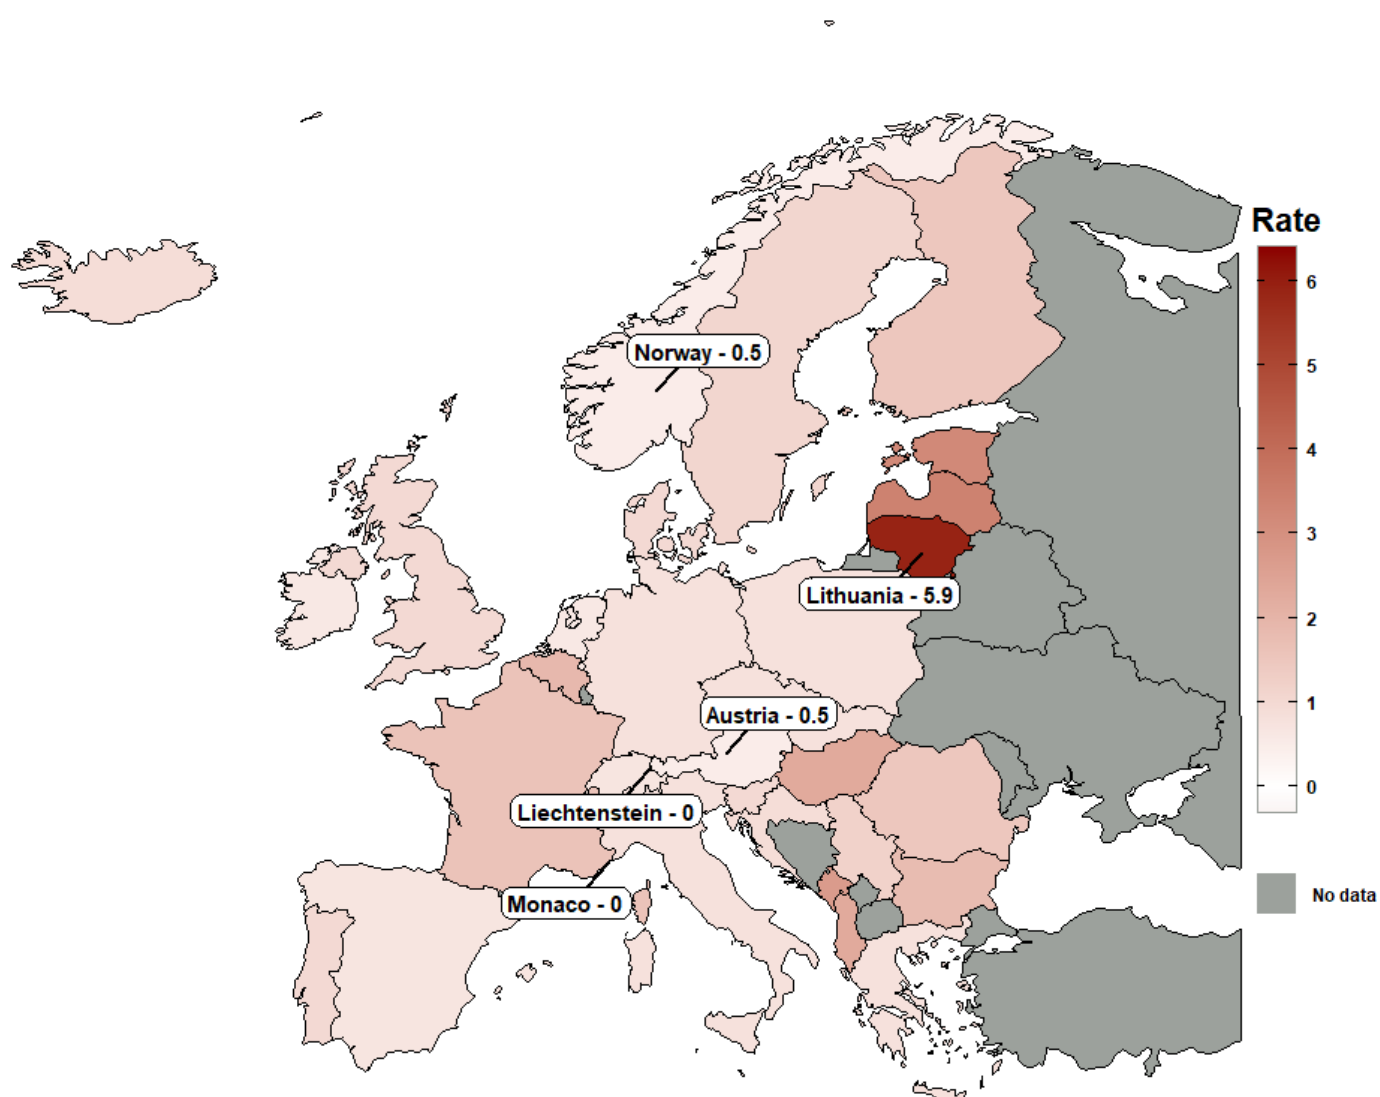 Rate
6
Norway - 0.5
5
4
3
Lithuania - 5.9
2
1
Austria - 0.5
0
Liechtenstein - 0
No data
Monaco - 0